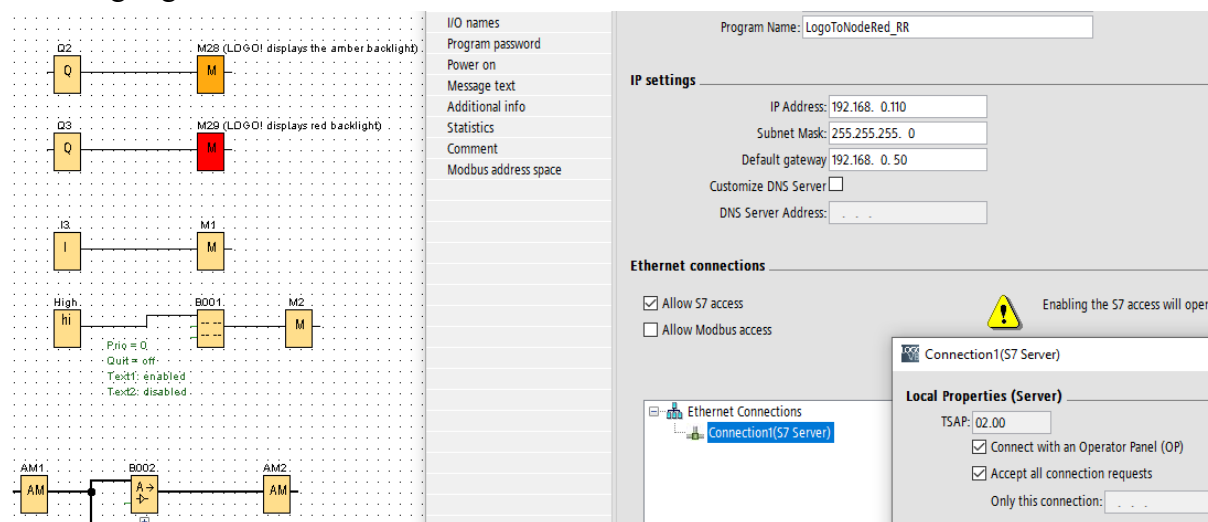 Q2
M28 (LOGO! displays the amber backlight)
Q
M
Q3
M29 (LOGO! displays red backlight)
Q
M
I3
M1
I
M
High
B001
M2
hi
M
Prio = 0
Quit = off
Text1: enabled
Text2: disabled
AM1
B002
AM2
AM
A→
AM
I/O names
Program password
Power on
Message text
Additional info
Statistics
Comment
Modbus address space
Program Name: LogoToNodeRed_RR
IP settings
IP Address: 192.168. 0.110
Subnet Mask: 255.255.255. 0
Default gateway 192.168. 0. 50
Customize DNS Server
DNS Server Address: . . .
Ethernet connections
Allow S7 access
Enabling the S7 access will oper
Allow Modbus access
Ethernet Connections
Connection1(S7 Server)
Connection1(S7 Server)
Local Properties (Server)
TSAP: 02.00
Connect with an Operator Panel (OP)
Accept all connection requests
Only this connection: . . .